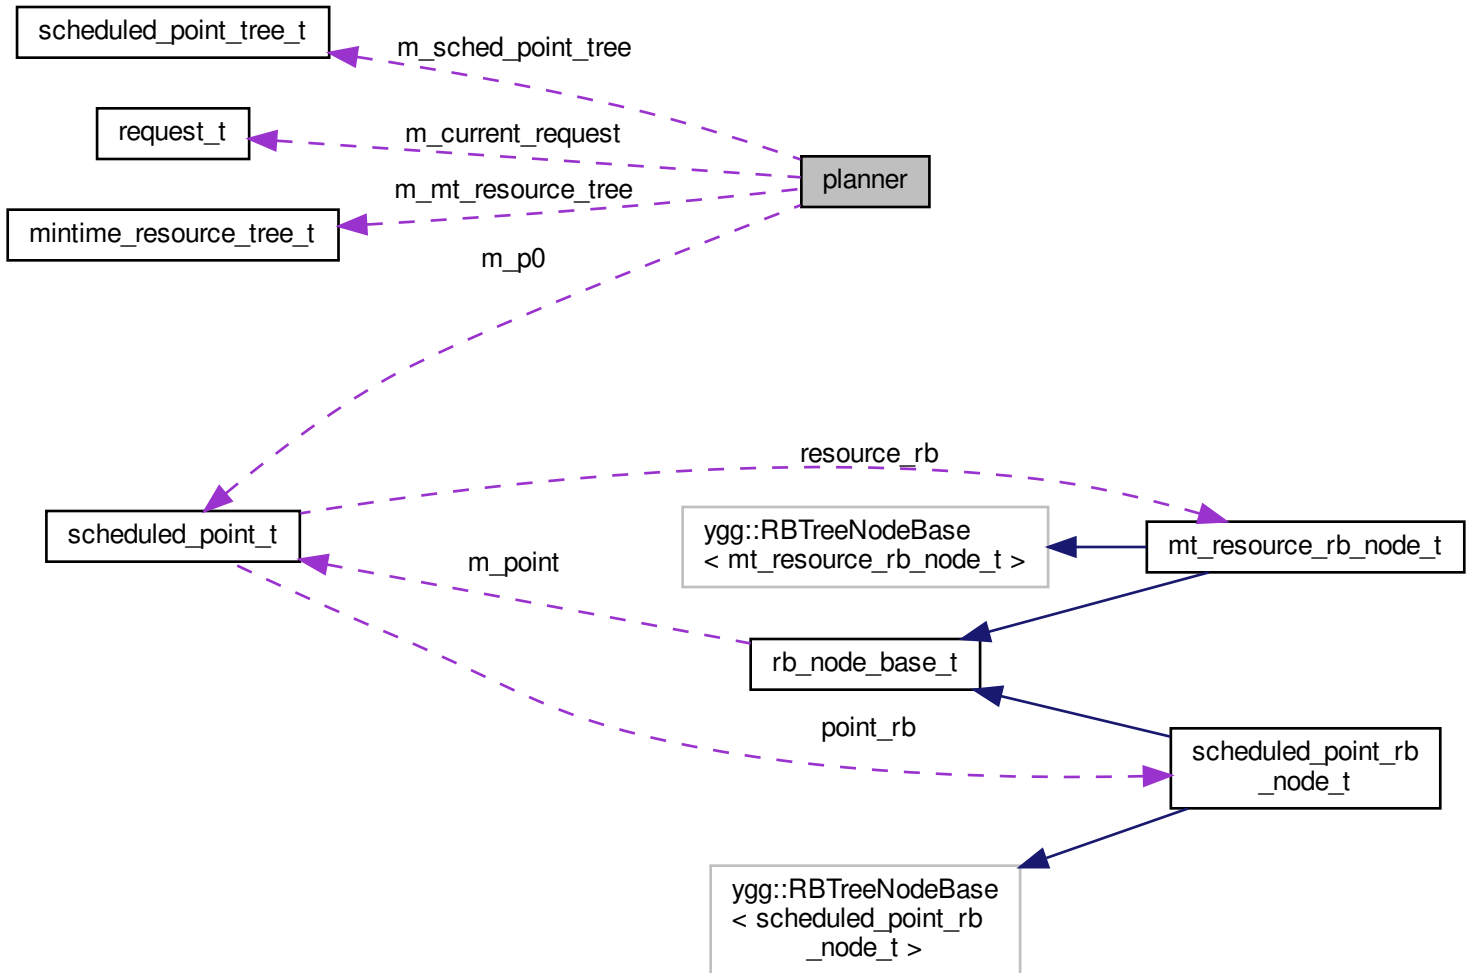 scheduled_point_tree_t
m_sched_point_tree
request_t
m_current_request
planner
m_mt_resource_tree
mintime_resource_tree_t
m_p0
resource_rb
scheduled_point_t
ygg::RBTreeNodeBase
< mt_resource_rb_node_t >
mt_resource_rb_node_t
m_point
rb_node_base_t
point_rb
scheduled_point_rb
_node_t
ygg::RBTreeNodeBase
< scheduled_point_rb
_node_t >